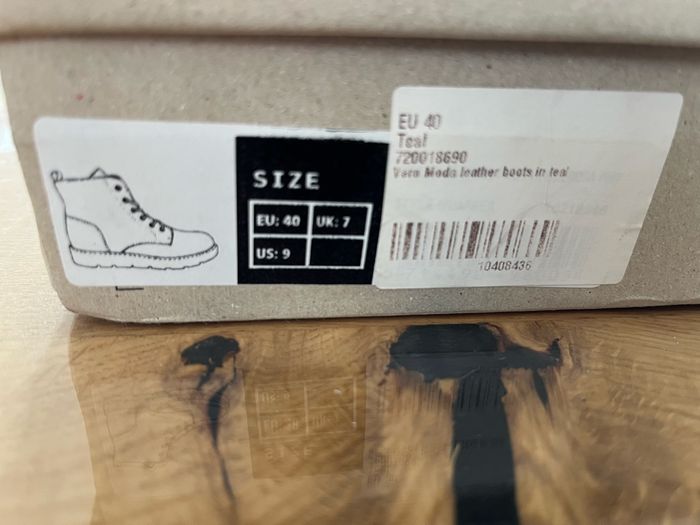 SIZE
EU: 40 UK: 7
US: 9
EU 40
Teal
720018690
Vero Moda leather boots in teal
10408436